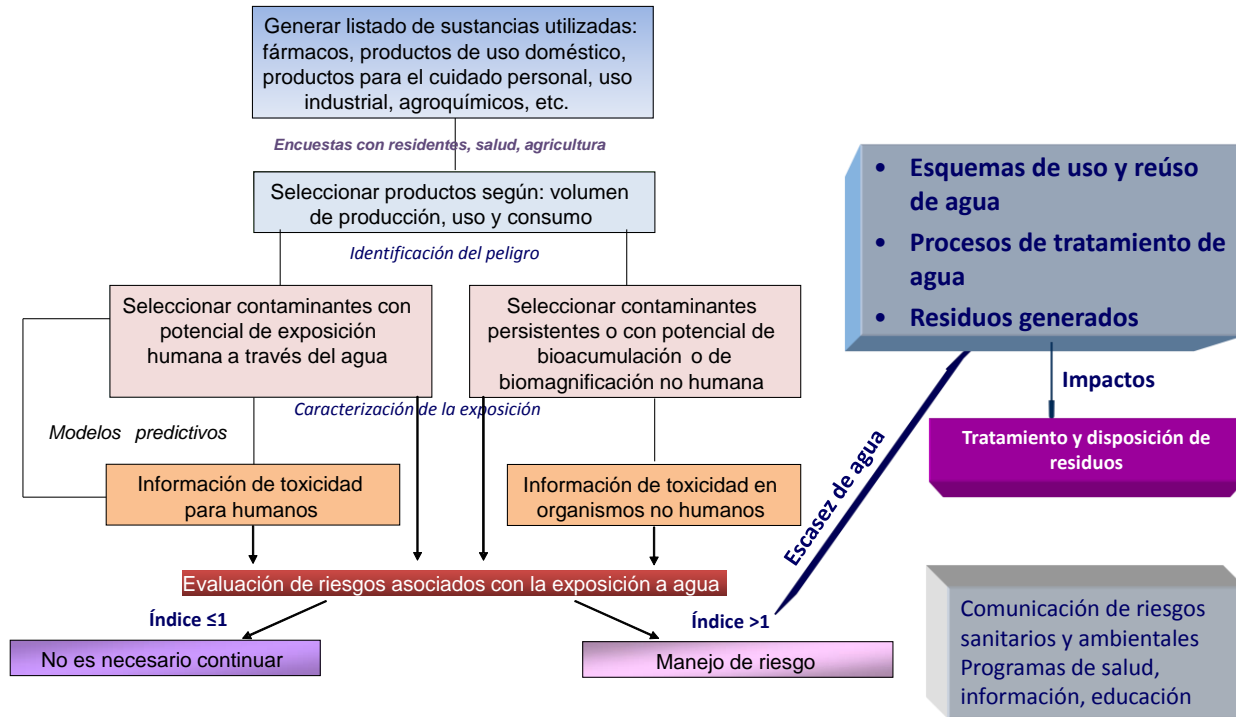 Generar listado de sustancias utilizadas:
fármacos, productos de uso doméstico,
productos para el cuidado personal, uso
industrial, agroquímicos, etc.
Encuestas con residentes, salud, agricultura
Seleccionar productos según: volumen
de producción, uso y consumo
Identificación del peligro
Seleccionar contaminantes con
potencial de exposición
humana a través del agua
Seleccionar contaminantes
persistentes o con potencial de
bioacumulación o de
biomagnificación no humana
Caracterización de la exposición
Modelos predictivos
Información de toxicidad
para humanos
Información de toxicidad en
organismos no humanos
Evaluación de riesgos asociados con la exposición a agua
Índice ≤1
Índice >1
No es necesario continuar
Manejo de riesgo
Escasez de agua
• Esquemas de uso y reúso
de agua
• Procesos de tratamiento de
agua
• Residuos generados
Impactos
Tratamiento y disposición de
residuos
Comunicación de riesgos
sanitarios y ambientales
Programas de salud,
información, educación